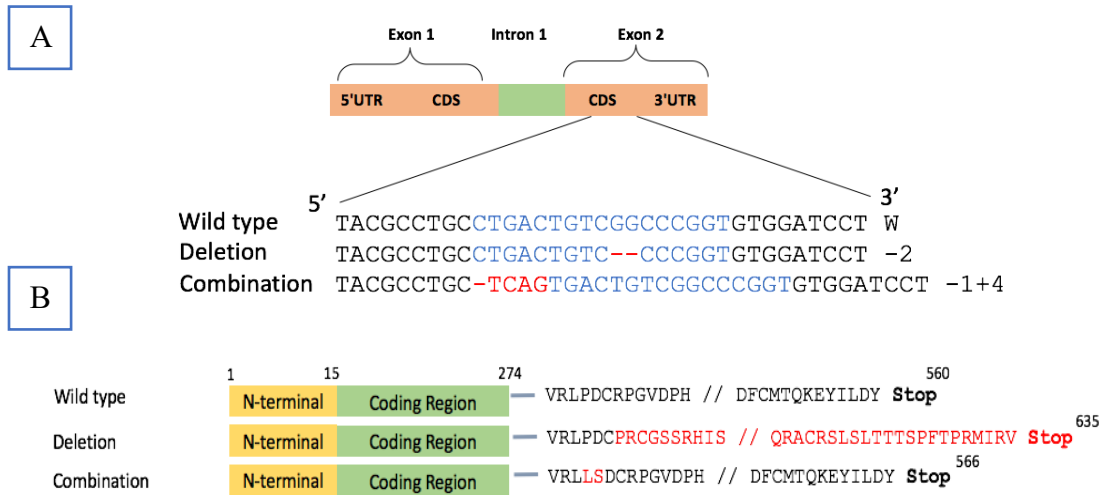 A
Exon 1 Intron 1 Exon 2
5'UTR CDS CDS 3'UTR
5’ 3’
Wild type TACGCCTGCCTGACTGTCGGCCCGGTGTGGATCCT W
Deletion TACGCCTGCCTGACTGTC--CCCGGTGTGGATCCT -2
Combination TACGCCTGC-TCAGTGACTGTCGGCCCGGTGTGGATCCT -1+4
B
1 15 274 560
Wild type N-terminal Coding Region VRLPDCRPGVDPH // DFCMTQKEYILDY Stop
635
Deletion N-terminal Coding Region VRLPDCPRCGSSRHIS // QRACRSLSLTTTSPFTPRMIRV Stop
566
Combination N-terminal Coding Region VRLLSDCRPGVDPH // DFCMTQKEYILDY Stop